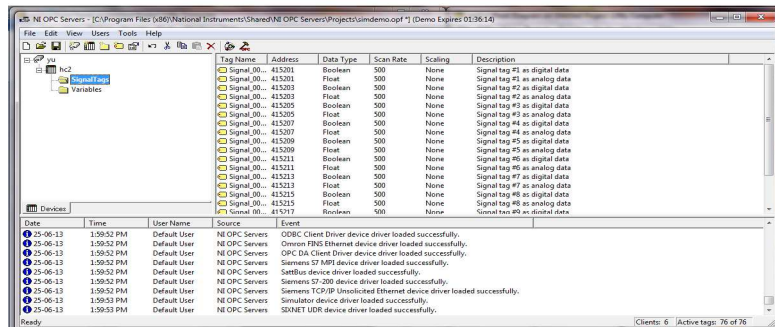 NI OPC Servers - [C:\Program Files (x86)\National Instruments\Shared\NI OPC Servers\Projects\simdemo.opf *] (Demo Expires 01:36:14)
File Edit View Users Tools Help
yu
hc2
SignalTags
Variables
Devices
Tag Name Address Data Type Scan Rate Scaling Description
Signal_00... 415201 Boolean 500 None Signal tag #1 as digital data
Signal_00... 415201 Float 500 None Signal tag #1 as analog data
Signal_00... 415203 Boolean 500 None Signal tag #2 as digital data
Signal_00... 415203 Float 500 None Signal tag #2 as analog data
Signal_00... 415205 Boolean 500 None Signal tag #3 as digital data
Signal_00... 415205 Float 500 None Signal tag #3 as analog data
Signal_00... 415207 Boolean 500 None Signal tag #4 as digital data
Signal_00... 415207 Float 500 None Signal tag #4 as analog data
Signal_00... 415209 Boolean 500 None Signal tag #5 as digital data
Signal_00... 415209 Float 500 None Signal tag #5 as analog data
Signal_00... 415211 Boolean 500 None Signal tag #6 as digital data
Signal_00... 415211 Float 500 None Signal tag #6 as analog data
Signal_00... 415213 Boolean 500 None Signal tag #7 as digital data
Signal_00... 415213 Float 500 None Signal tag #7 as analog data
Signal_00... 415215 Boolean 500 None Signal tag #8 as digital data
Signal_00... 415215 Float 500 None Signal tag #8 as analog data
Signal_00... 415217 Boolean 500 None Signal tag #9 as digital data
Date Time User Name Source Event
25-06-13 1:59:52 PM Default User NI OPC Servers ODBC Client Driver device driver loaded successfully.
25-06-13 1:59:52 PM Default User NI OPC Servers Omron FINS Ethernet device driver loaded successfully.
25-06-13 1:59:52 PM Default User NI OPC Servers OPC DA Client Driver device driver loaded successfully.
25-06-13 1:59:52 PM Default User NI OPC Servers Siemens S7 MPI device driver loaded successfully.
25-06-13 1:59:52 PM Default User NI OPC Servers SattBus device driver loaded successfully.
25-06-13 1:59:52 PM Default User NI OPC Servers Siemens S7-200 device driver loaded successfully.
25-06-13 1:59:52 PM Default User NI OPC Servers Siemens TCP/IP Unsolicited Ethernet device driver loaded successfully.
25-06-13 1:59:53 PM Default User NI OPC Servers Simulator device driver loaded successfully.
25-06-13 1:59:53 PM Default User NI OPC Servers SIXNET UDR device driver loaded successfully.
Ready Clients: 6 Active tags: 76 of 76